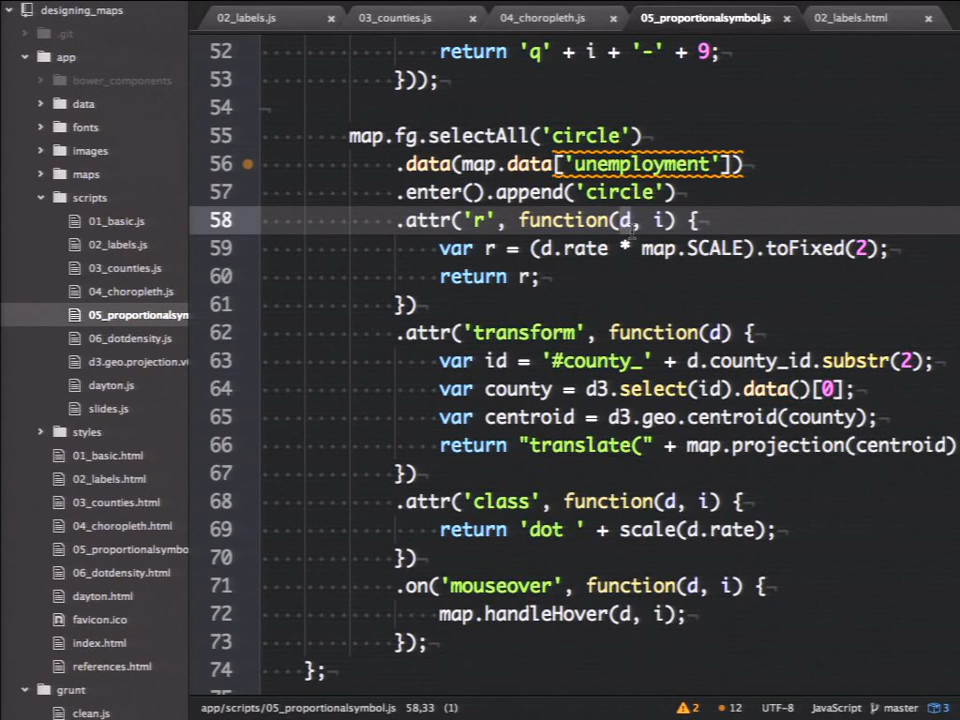 designing_maps
.git
app
bower_components
data
fonts
images
maps
scripts
01_basic.js
02_labels.js
03_counties.js
04_choropleth.js
05_proportionalsym
06_dotdensity.js
d3.geo.projection.v
dayton.js
slides.js
styles
01_basic.html
02_labels.html
03_counties.html
04_choropleth.html
05_proportionalsymbo
06_dotdensity.html
dayton.html
favicon.ico
index.html
references.html
grunt
clean.js
02_labels.js
03_counties.js
04_choropleth.js
05_proportionalsymbol.js
02_labels.html
52 return 'q' + i + '-' + 9;
53 }));
54
55 map.fg.selectAll('circle')
56 .data(map.data['unemployment'])
57 .enter().append('circle')
58 .attr('r', function(d, i) {
59 var r = (d.rate * map.SCALE).toFixed(2);
60 return r;
61 })
62 .attr('transform', function(d) {
63 var id = '#county_' + d.county_id.substr(2);
64 var county = d3.select(id).data()[0];
65 var centroid = d3.geo.centroid(county);
66 return "translate(" + map.projection(centroid)
67 })
68 .attr('class', function(d, i) {
69 return 'dot ' + scale(d.rate);
70 })
71 .on('mouseover', function(d, i) {
72 map.handleHover(d, i);
73 });
74 };
app/scripts/05_proportionalsymbol.js 58,33 (1)
2 12 UTF-8 JavaScript master 3